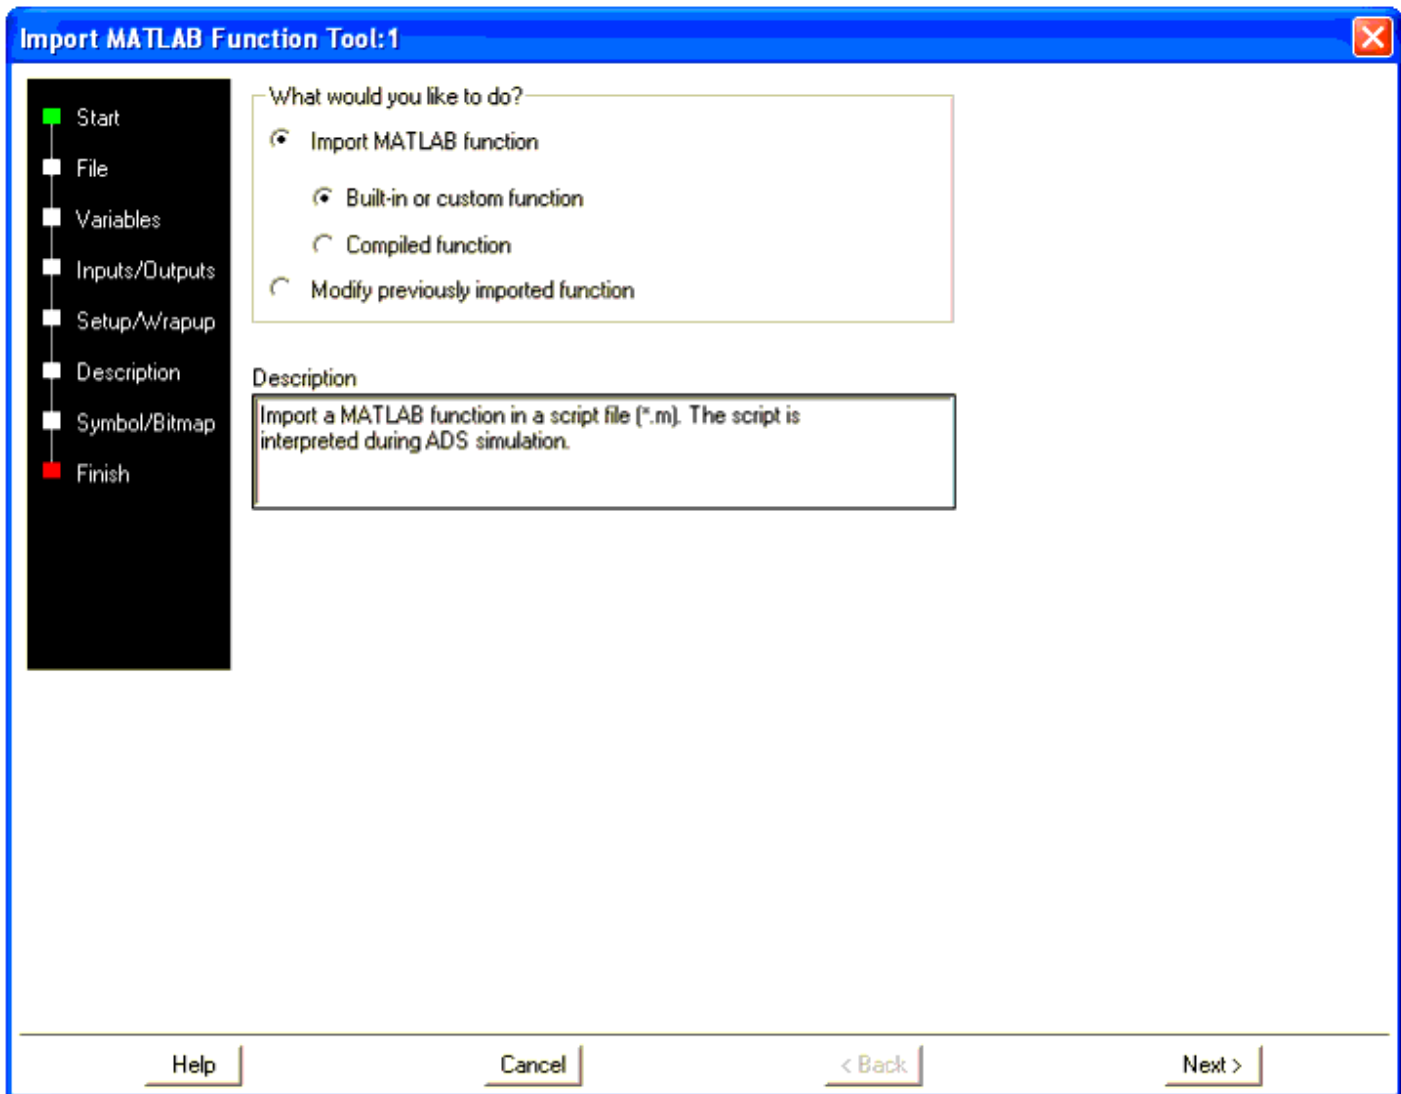 Import MATLAB Function Tool:1
Start
File
Variables
Inputs/Outputs
Setup/Wrapup
Description
Symbol/Bitmap
Finish
What would you like to do?
Import MATLAB function
Built-in or custom function
Compiled function
Modify previously imported function
Description
Import a MATLAB function in a script file (*.m). The script is
interpreted during ADS simulation.
Help
Cancel
< Back
Next >